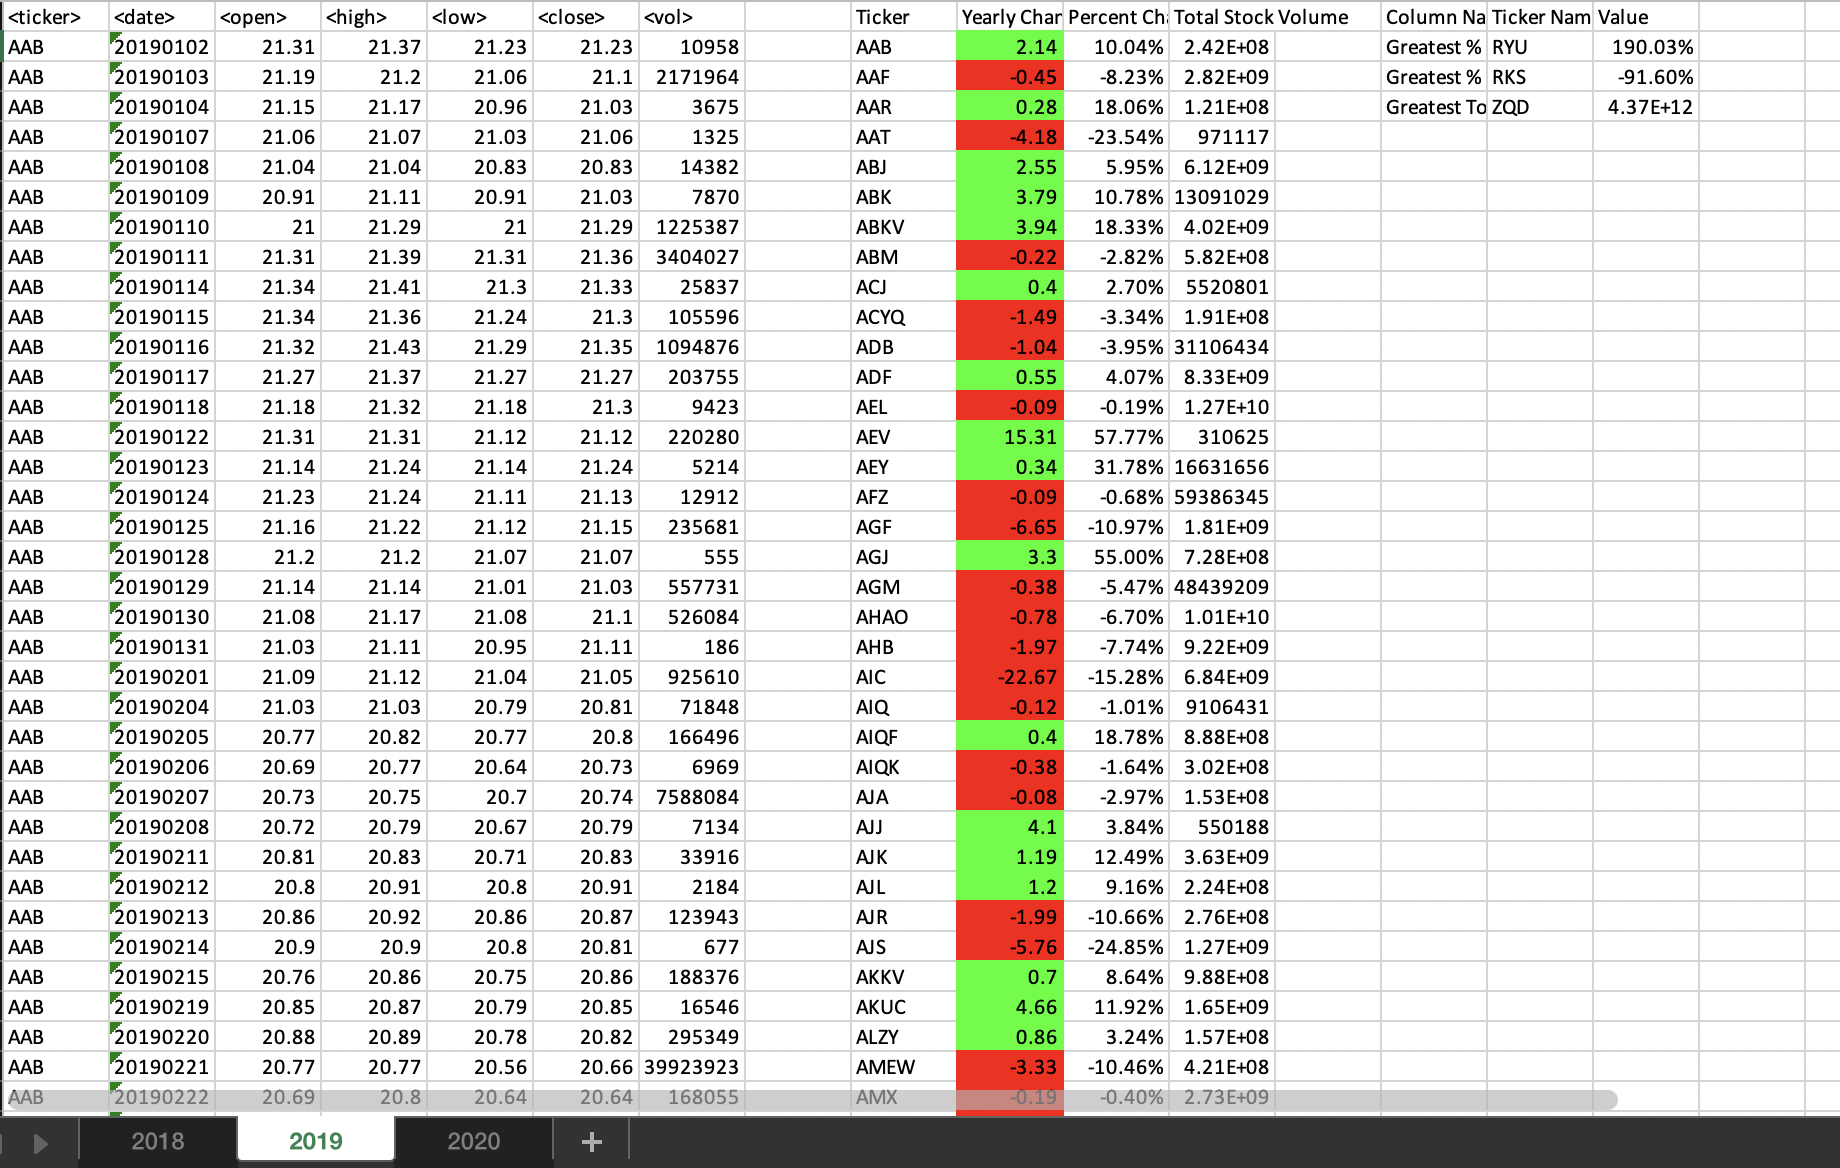 <ticker> <date> <open> <high> <low> <close> <vol> Ticker Yearly Char Percent Ch Total Stock Volume Column Na Ticker Nam Value
AAB 20190102 21.31 21.37 21.23 21.23 10958 AAB 2.14 10.04% 2.42E+08 Greatest % RYU 190.03%
AAB 20190103 21.19 21.2 21.06 21.1 2171964 AAF -0.45 -8.23% 2.82E+09 Greatest % RKS -91.60%
AAB 20190104 21.15 21.17 20.96 21.03 3675 AAR 0.28 18.06% 1.21E+08 Greatest To ZQD 4.37E+12
AAB 20190107 21.06 21.07 21.03 21.06 1325 AAT -4.18 -23.54% 971117
AAB 20190108 21.04 21.04 20.83 20.83 14382 ABJ 2.55 5.95% 6.12E+09
AAB 20190109 20.91 21.11 20.91 21.03 7870 ABK 3.79 10.78% 13091029
AAB 20190110 21 21.29 21 21.29 1225387 ABKV 3.94 18.33% 4.02E+09
AAB 20190111 21.31 21.39 21.31 21.36 3404027 ABM -0.22 -2.82% 5.82E+08
AAB 20190114 21.34 21.41 21.3 21.33 25837 ACJ 0.4 2.70% 5520801
AAB 20190115 21.34 21.36 21.24 21.3 105596 ACYQ -1.49 -3.34% 1.91E+08
AAB 20190116 21.32 21.43 21.29 21.35 1094876 ADB -1.04 -3.95% 31106434
AAB 20190117 21.27 21.37 21.27 21.27 203755 ADF 0.55 4.07% 8.33E+09
AAB 20190118 21.18 21.32 21.18 21.3 9423 AEL -0.09 -0.19% 1.27E+10
AAB 20190122 21.31 21.31 21.12 21.12 220280 AEV 15.31 57.77% 310625
AAB 20190123 21.14 21.24 21.14 21.24 5214 AEY 0.34 31.78% 16631656
AAB 20190124 21.23 21.24 21.11 21.13 12912 AFZ -0.09 -0.68% 59386345
AAB 20190125 21.16 21.22 21.12 21.15 235681 AGF -6.65 -10.97% 1.81E+09
AAB 20190128 21.2 21.2 21.07 21.07 555 AGJ 3.3 55.00% 7.28E+08
AAB 20190129 21.14 21.14 21.01 21.03 557731 AGM -0.38 -5.47% 48439209
AAB 20190130 21.08 21.17 21.08 21.1 526084 AHAO -0.78 -6.70% 1.01E+10
AAB 20190131 21.03 21.11 20.95 21.11 186 AHB -1.97 -7.74% 9.22E+09
AAB 20190201 21.09 21.12 21.04 21.05 925610 AIC -22.67 -15.28% 6.84E+09
AAB 20190204 21.03 21.03 20.79 20.81 71848 AIQ -0.12 -1.01% 9106431
AAB 20190205 20.77 20.82 20.77 20.8 166496 AIQF 0.4 18.78% 8.88E+08
AAB 20190206 20.69 20.77 20.64 20.73 6969 AIQK -0.38 -1.64% 3.02E+08
AAB 20190207 20.73 20.75 20.7 20.74 7588084 AJA -0.08 -2.97% 1.53E+08
AAB 20190208 20.72 20.79 20.67 20.79 7134 AJJ 4.1 3.84% 550188
AAB 20190211 20.81 20.83 20.71 20.83 33916 AJK 1.19 12.49% 3.63E+09
AAB 20190212 20.8 20.91 20.8 20.91 2184 AJL 1.2 9.16% 2.24E+08
AAB 20190213 20.86 20.92 20.86 20.87 123943 AJR -1.99 -10.66% 2.76E+08
AAB 20190214 20.9 20.9 20.8 20.81 677 AJS -5.76 -24.85% 1.27E+09
AAB 20190215 20.76 20.86 20.75 20.86 188376 AKKV 0.7 8.64% 9.88E+08
AAB 20190219 20.85 20.87 20.79 20.85 16546 AKUC 4.66 11.92% 1.65E+09
AAB 20190220 20.88 20.89 20.78 20.82 295349 ALZY 0.86 3.24% 1.57E+08
AAB 20190221 20.77 20.77 20.56 20.66 39923923 AMEW -3.33 -10.46% 4.21E+08
AAB 20190222 20.69 20.8 20.64 20.64 168055 AMX -0.19 -0.40% 2.73E+09
2018 2019 2020 +